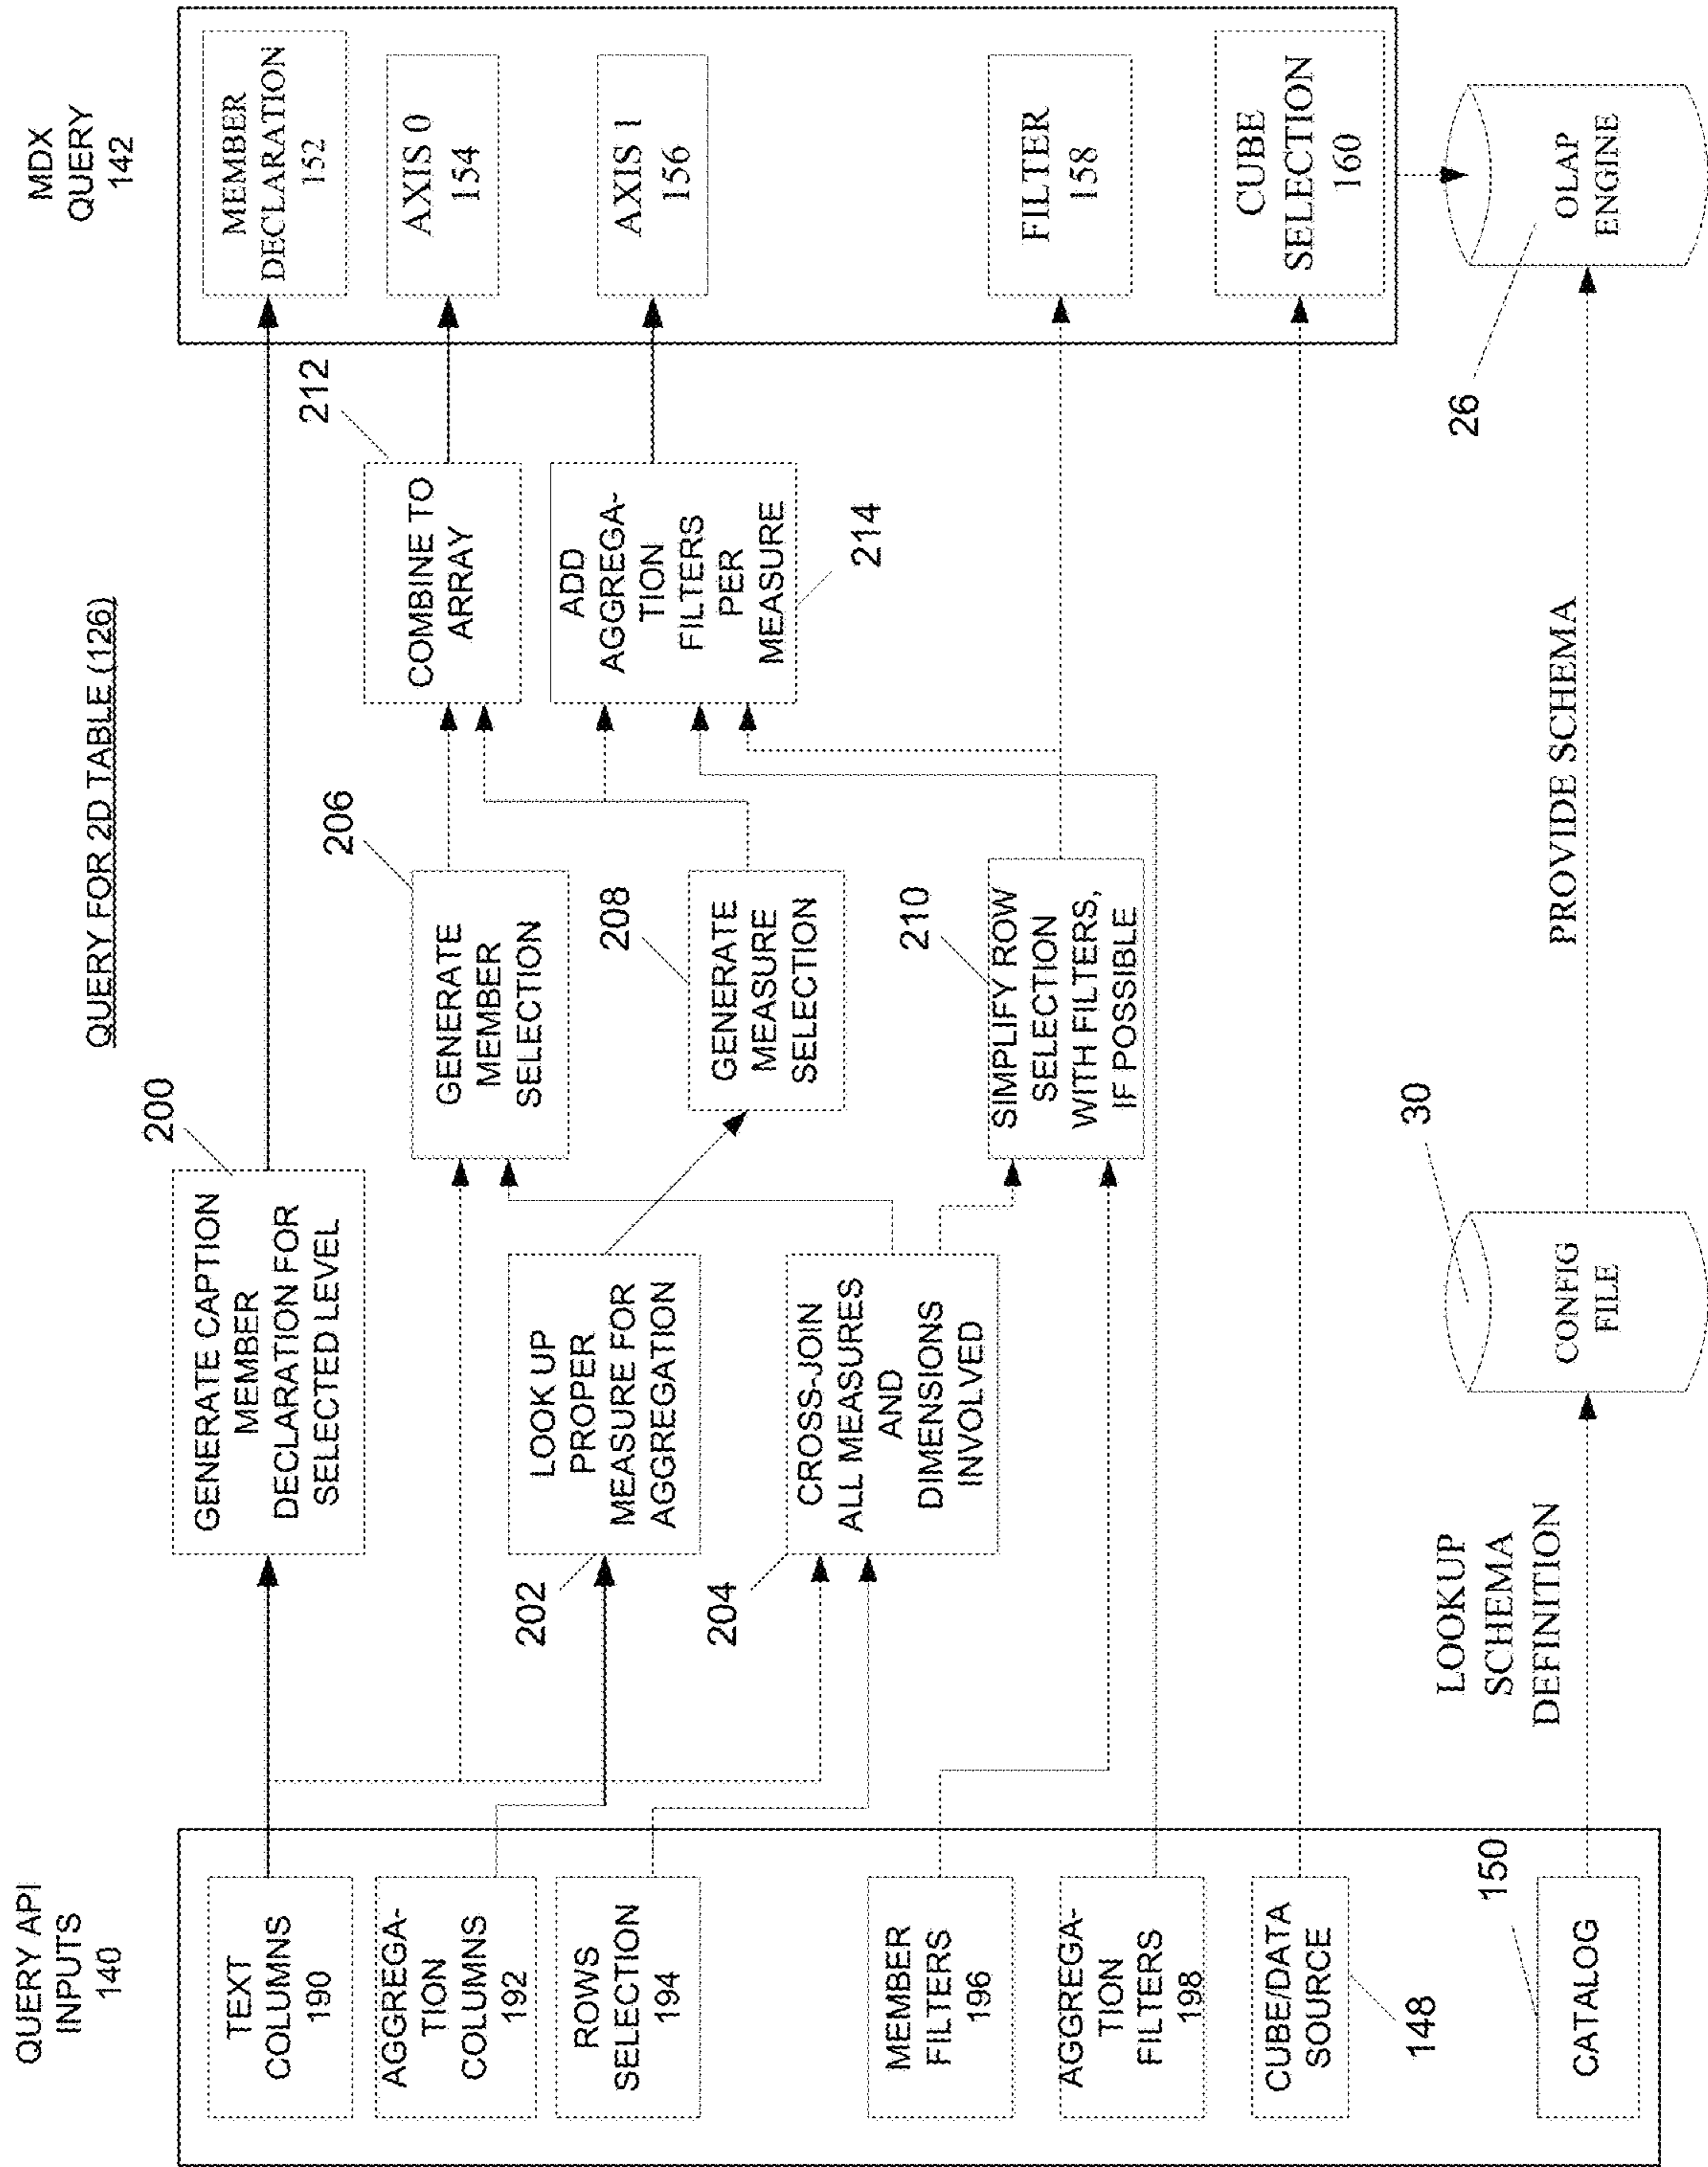 QUERY FOR 2D TABLE (126)
QUERY API
INPUTS
140
TEXT
COLUMNS
190
AGGREGA-
TION
COLUMNS
192
ROWS
SELECTION
194
MEMBER
FILTERS
196
AGGREGA-
TION
FILTERS
198
CUBE/DATA
SOURCE
148
150
CATALOG
200
GENERATE CAPTION
MEMBER
DECLARATION FOR
SELECTED LEVEL
LOOK UP
PROPER
MEASURE FOR
AGGREGATION
202
CROSS-JOIN
ALL MEASURES
AND
DIMENSIONS
INVOLVED
204
LOOKUP
SCHEMA
DEFINITION
30
CONFIG
FILE
206
GENERATE
MEMBER
SELECTION
208
GENERATE
MEASURE
SELECTION
210
SIMPLIFY ROW
SELECTION
WITH FILTERS,
IF POSSIBLE
212
COMBINE TO
ARRAY
ADD
AGGREGA-
TION
FILTERS
PER
MEASURE
214
PROVIDE SCHEMA
MDX
QUERY
142
MEMBER
DECLARATION
152
AXIS 0
154
AXIS 1
156
FILTER
158
CUBE
SELECTION
160
26
OLAP
ENGINE